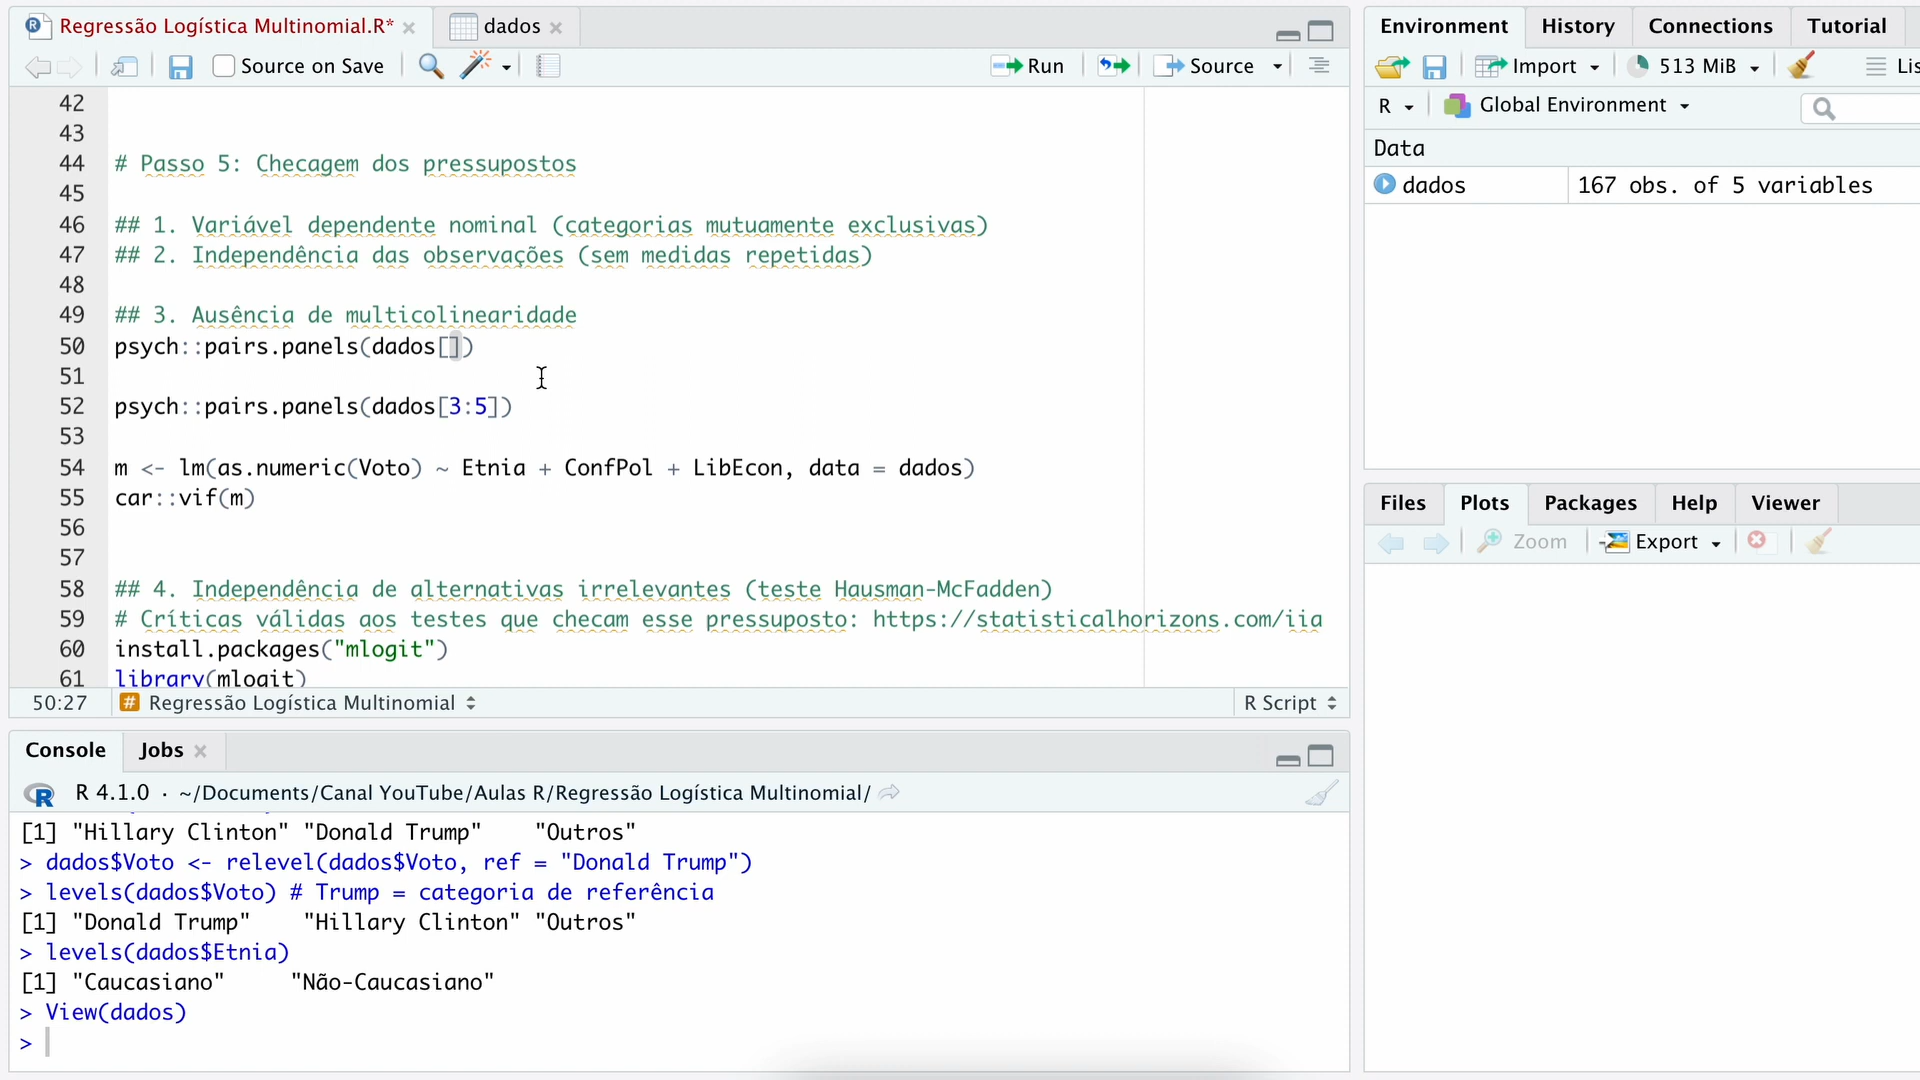 Regressão Logística Multinomial.R*
dados
Source on Save
Run
Source
42
43
44 # Passo 5: Checagem dos pressupostos
45
46 ## 1. Variável dependente nominal (categorias mutuamente exclusivas)
47 ## 2. Independência das observações (sem medidas repetidas)
48
49 ## 3. Ausência de multicolinearidade
50 psych::pairs.panels(dados[])
51
52 psych::pairs.panels(dados[3:5])
53
54 m <- lm(as.numeric(Voto) ~ Etnia + ConfPol + LibEcon, data = dados)
55 car::vif(m)
56
57
58 ## 4. Independência de alternativas irrelevantes (teste Hausman-McFadden)
59 # Críticas válidas aos testes que checam esse pressuposto: https://statisticalhorizons.com/iia
60 install.packages("mlogit")
61 library(mlogit)
50:27 # Regressão Logística Multinomial
R Script
Console Jobs
R 4.1.0 · ~/Documents/Canal YouTube/Aulas R/Regressão Logística Multinomial/
[1] "Hillary Clinton" "Donald Trump" "Outros"
> dados$Voto <- relevel(dados$Voto, ref = "Donald Trump")
> levels(dados$Voto) # Trump = categoria de referência
[1] "Donald Trump" "Hillary Clinton" "Outros"
> levels(dados$Etnia)
[1] "Caucasiano" "Não-Caucasiano"
> View(dados)
>
Environment History Connections Tutorial
Import 513 MiB Lis
R Global Environment
Data
dados 167 obs. of 5 variables
Files Plots Packages Help Viewer
Zoom Export